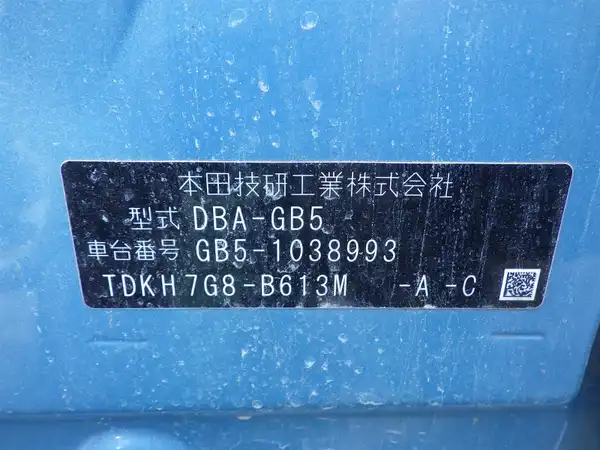 本田技研工業株式会社
型式 DBA-GB5
車台番号 GB5-1038993
TDKH7G8-B613M -A-C